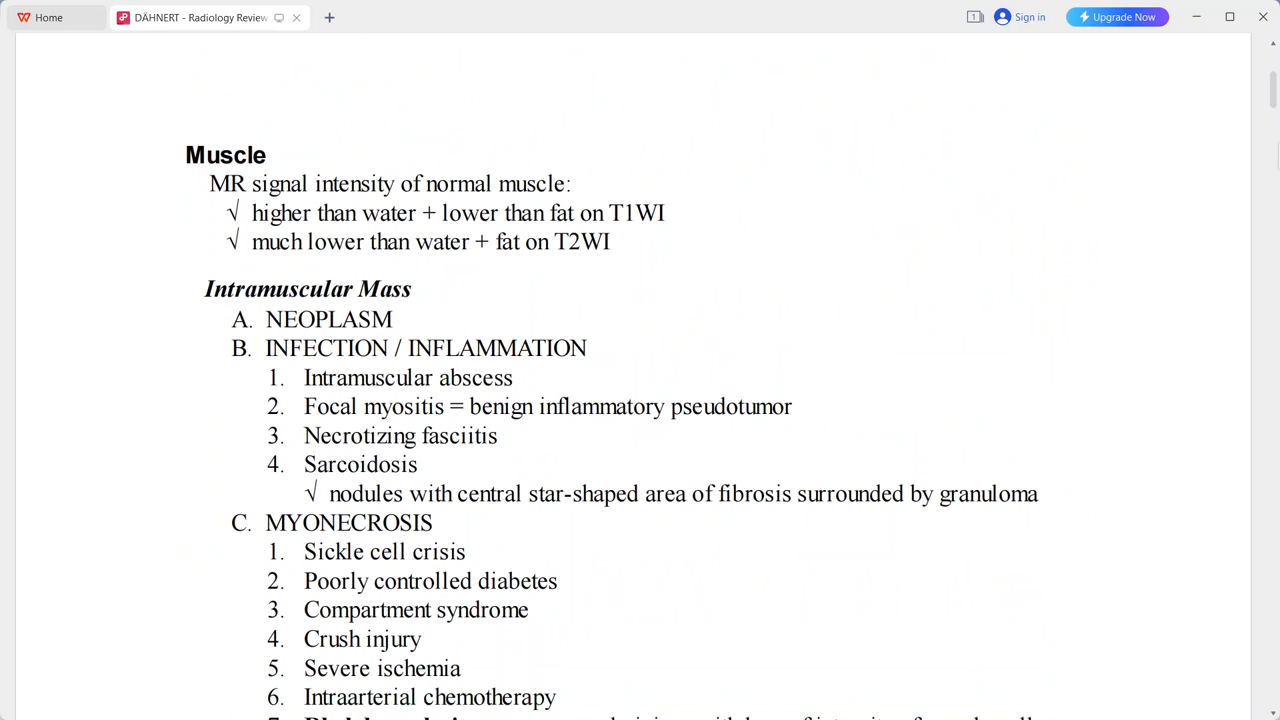 Home
DÄHNERT - Radiology Review
Sign in
Upgrade Now
Muscle
MR signal intensity of normal muscle:
√ higher than water + lower than fat on T1WI
√ much lower than water + fat on T2WI
Intramuscular Mass
A. NEOPLASM
B. INFECTION / INFLAMMATION
1. Intramuscular abscess
2. Focal myositis = benign inflammatory pseudotumor
3. Necrotizing fasciitis
4. Sarcoidosis
√ nodules with central star-shaped area of fibrosis surrounded by granuloma
C. MYONECROSIS
1. Sickle cell crisis
2. Poorly controlled diabetes
3. Compartment syndrome
4. Crush injury
5. Severe ischemia
6. Intraarterial chemotherapy